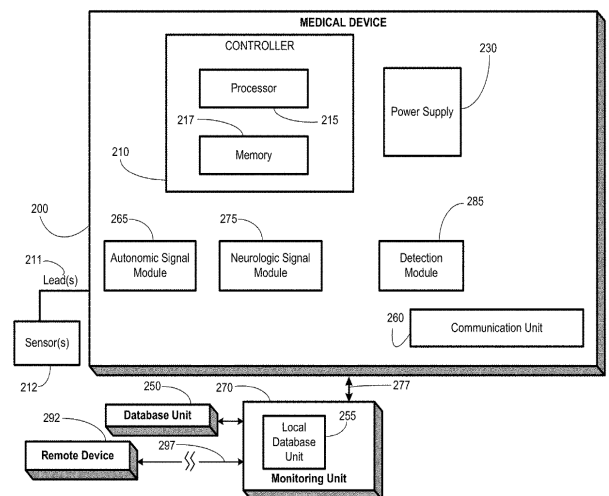 MEDICAL DEVICE
CONTROLLER
230
Processor
Power Supply
217
215
Memory
210
200
265
275
285
211
Autonomic Signal
Module
Neurologic Signal
Module
Detection
Module
Lead(s)
260
Communication Unit
Sensor(s)
212
250
270
277
292
Database Unit
255
Local
Database
Unit
297
Remote Device
Monitoring Unit